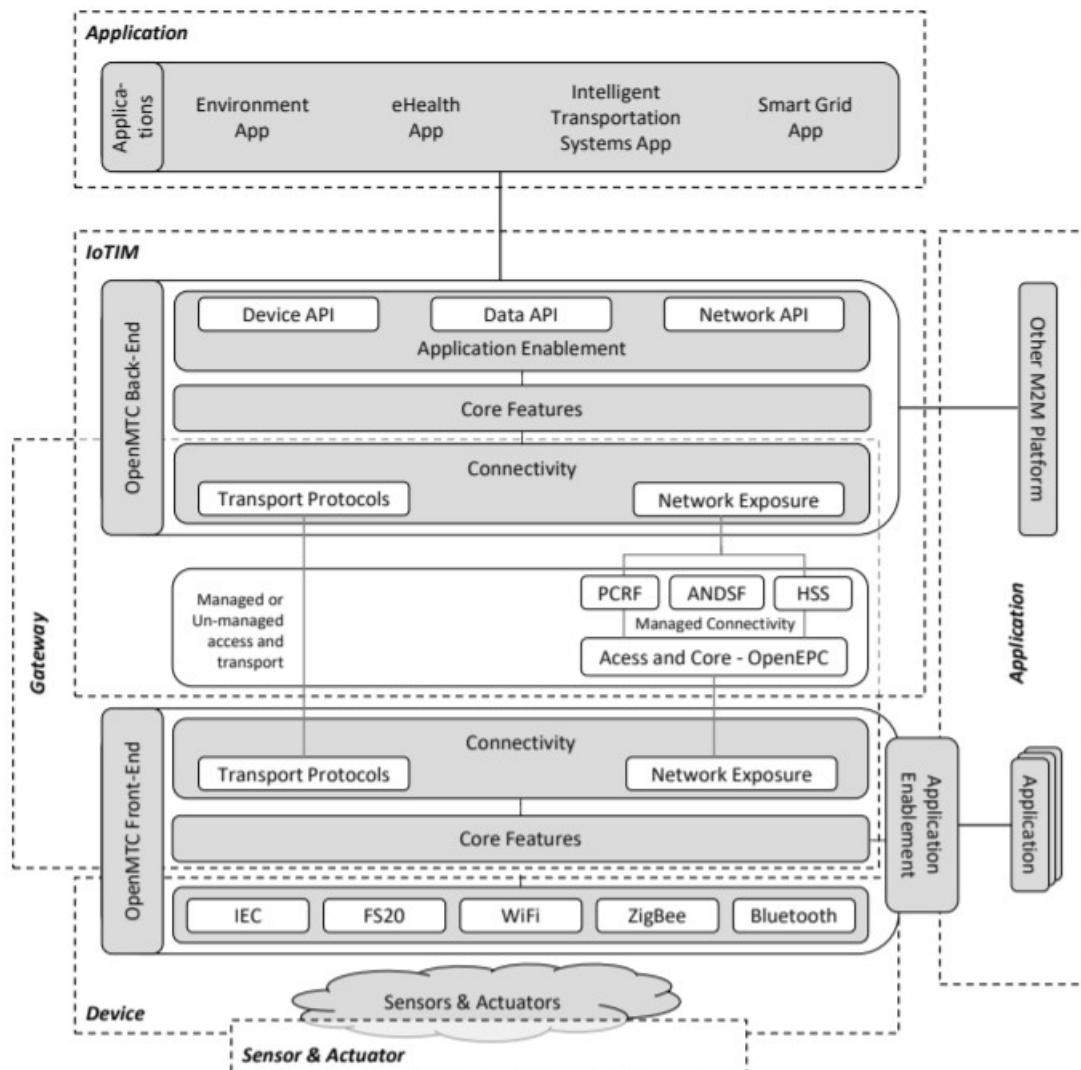 Application
Applica-
tions
Environment
App
eHealth
App
Intelligent
Transportation
Systems App
Smart Grid
App
IoTIM
OpenMTC Back-End
Device API
Data API
Network API
Application Enablement
Core Features
Connectivity
Transport Protocols
Network Exposure
Other M2M Platform
Gateway
Managed or
Un-managed
access and
transport
PCRF
ANDSF
HSS
Managed Connectivity
Acess and Core - OpenEPC
Application
OpenMTC Front-End
Connectivity
Transport Protocols
Network Exposure
Core Features
Application
Enablement
Application
IEC
FS20
WiFi
ZigBee
Bluetooth
Device
Sensors & Actuators
Sensor & Actuator